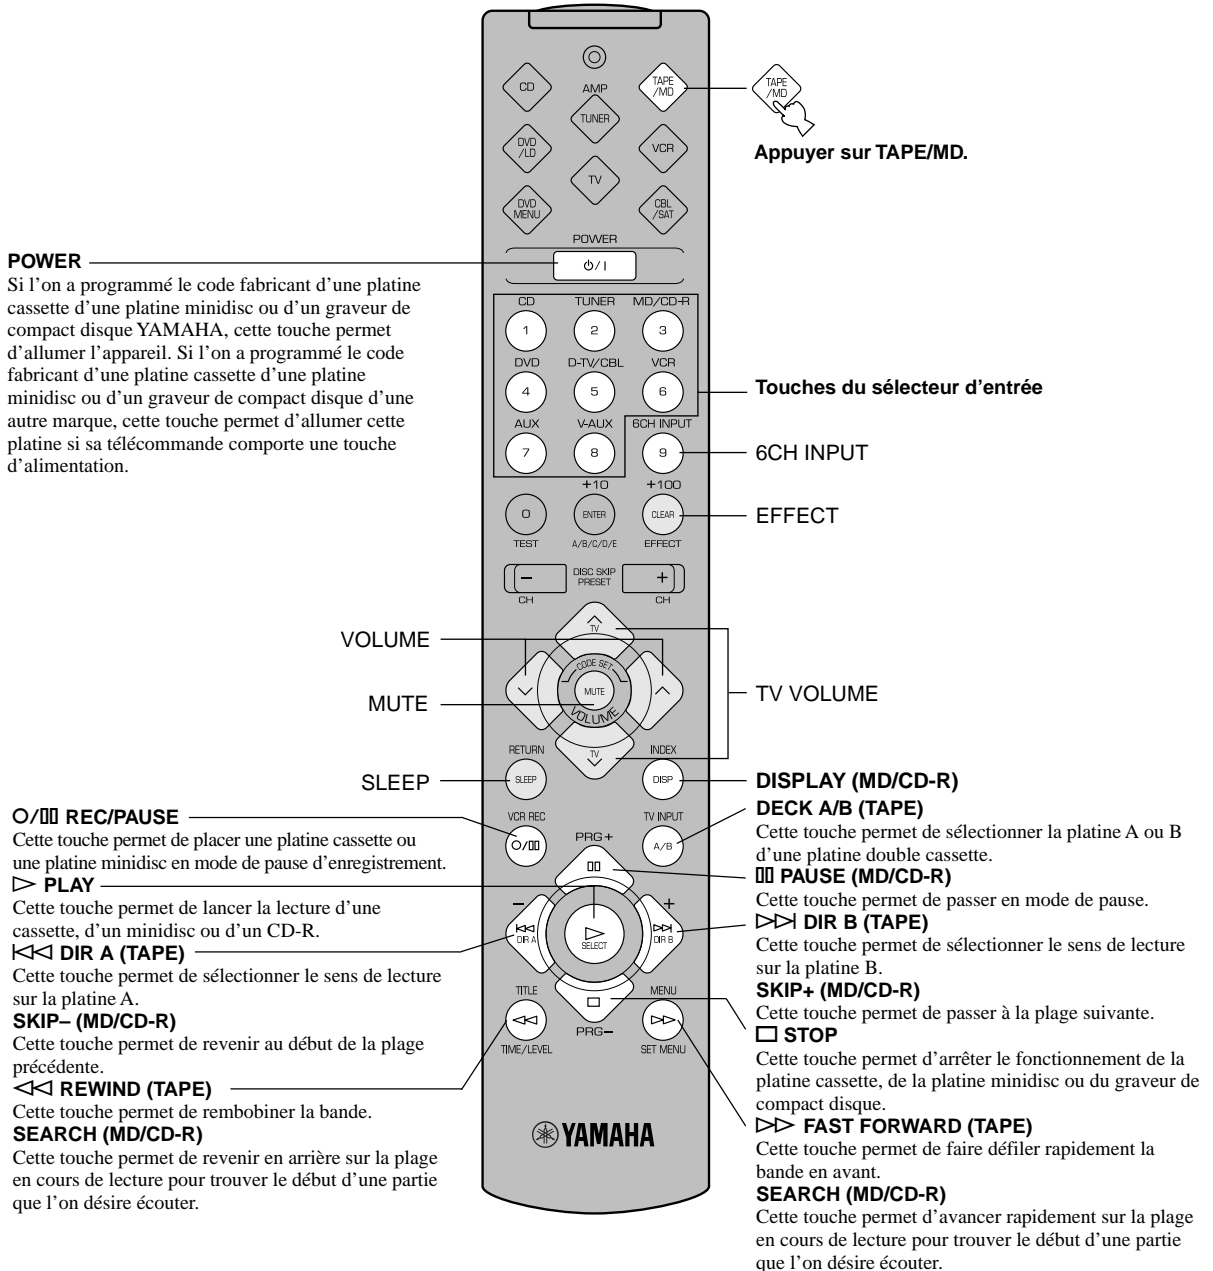 CD
AMP
TAPE
/MD
TUNER
DVD
/LD
VCR
TV
DVD
MENU
CBL
/SAT
TAPE
/MD
Appuyer sur TAPE/MD.
POWER
⏻/I
POWER
Si l’on a programmé le code fabricant d’une platine
cassette d’une platine minidisc ou d’un graveur de
compact disque YAMAHA, cette touche permet
d’allumer l’appareil. Si l’on a programmé le code
fabricant d’une platine cassette d’une platine
minidisc ou d’un graveur de compact disque d’une
autre marque, cette touche permet d’allumer cette
platine si sa télécommande comporte une touche
d’alimentation.
CD TUNER MD/CD-R
1 2 3
DVD D-TV/CBL VCR
4 5 6
AUX V-AUX 6CH INPUT
7 8 9
+10 +100
0 ENTER CLEAR
TEST A/B/C/D/E EFFECT
Touches du sélecteur d’entrée
6CH INPUT
EFFECT
– DISC SKIP +
PRESET
CH CH
TV
CODE SET
MUTE
VOLUME
TV
VOLUME
MUTE
SLEEP
TV VOLUME
RETURN INDEX
SLEEP DISP
VCR REC TV INPUT
○/▯▯ PRG+ A/B
▯▯
– +
DIR A SELECT DIR B
TITLE MENU
PRG–
TIME/LEVEL SET MENU
YAMAHA
○/▯▯ REC/PAUSE
Cette touche permet de placer une platine cassette ou
une platine minidisc en mode de pause d’enregistrement.
▷ PLAY
Cette touche permet de lancer la lecture d’une
cassette, d’un minidisc ou d’un CD-R.
|◁◁ DIR A (TAPE)
Cette touche permet de sélectionner le sens de lecture
sur la platine A.
SKIP– (MD/CD-R)
Cette touche permet de revenir au début de la plage
précédente.
◁◁ REWIND (TAPE)
Cette touche permet de rembobiner la bande.
SEARCH (MD/CD-R)
Cette touche permet de revenir en arrière sur la plage
en cours de lecture pour trouver le début d’une partie
que l’on désire écouter.
DISPLAY (MD/CD-R)
DECK A/B (TAPE)
Cette touche permet de sélectionner la platine A ou B
d’une platine double cassette.
▯▯ PAUSE (MD/CD-R)
Cette touche permet de passer en mode de pause.
▷▷| DIR B (TAPE)
Cette touche permet de sélectionner le sens de lecture
sur la platine B.
SKIP+ (MD/CD-R)
Cette touche permet de passer à la plage suivante.
□ STOP
Cette touche permet d’arrêter le fonctionnement de la
platine cassette, de la platine minidisc ou du graveur de
compact disque.
▷▷ FAST FORWARD (TAPE)
Cette touche permet de faire défiler rapidement la
bande en avant.
SEARCH (MD/CD-R)
Cette touche permet d’avancer rapidement sur la plage
en cours de lecture pour trouver le début d’une partie
que l’on désire écouter.